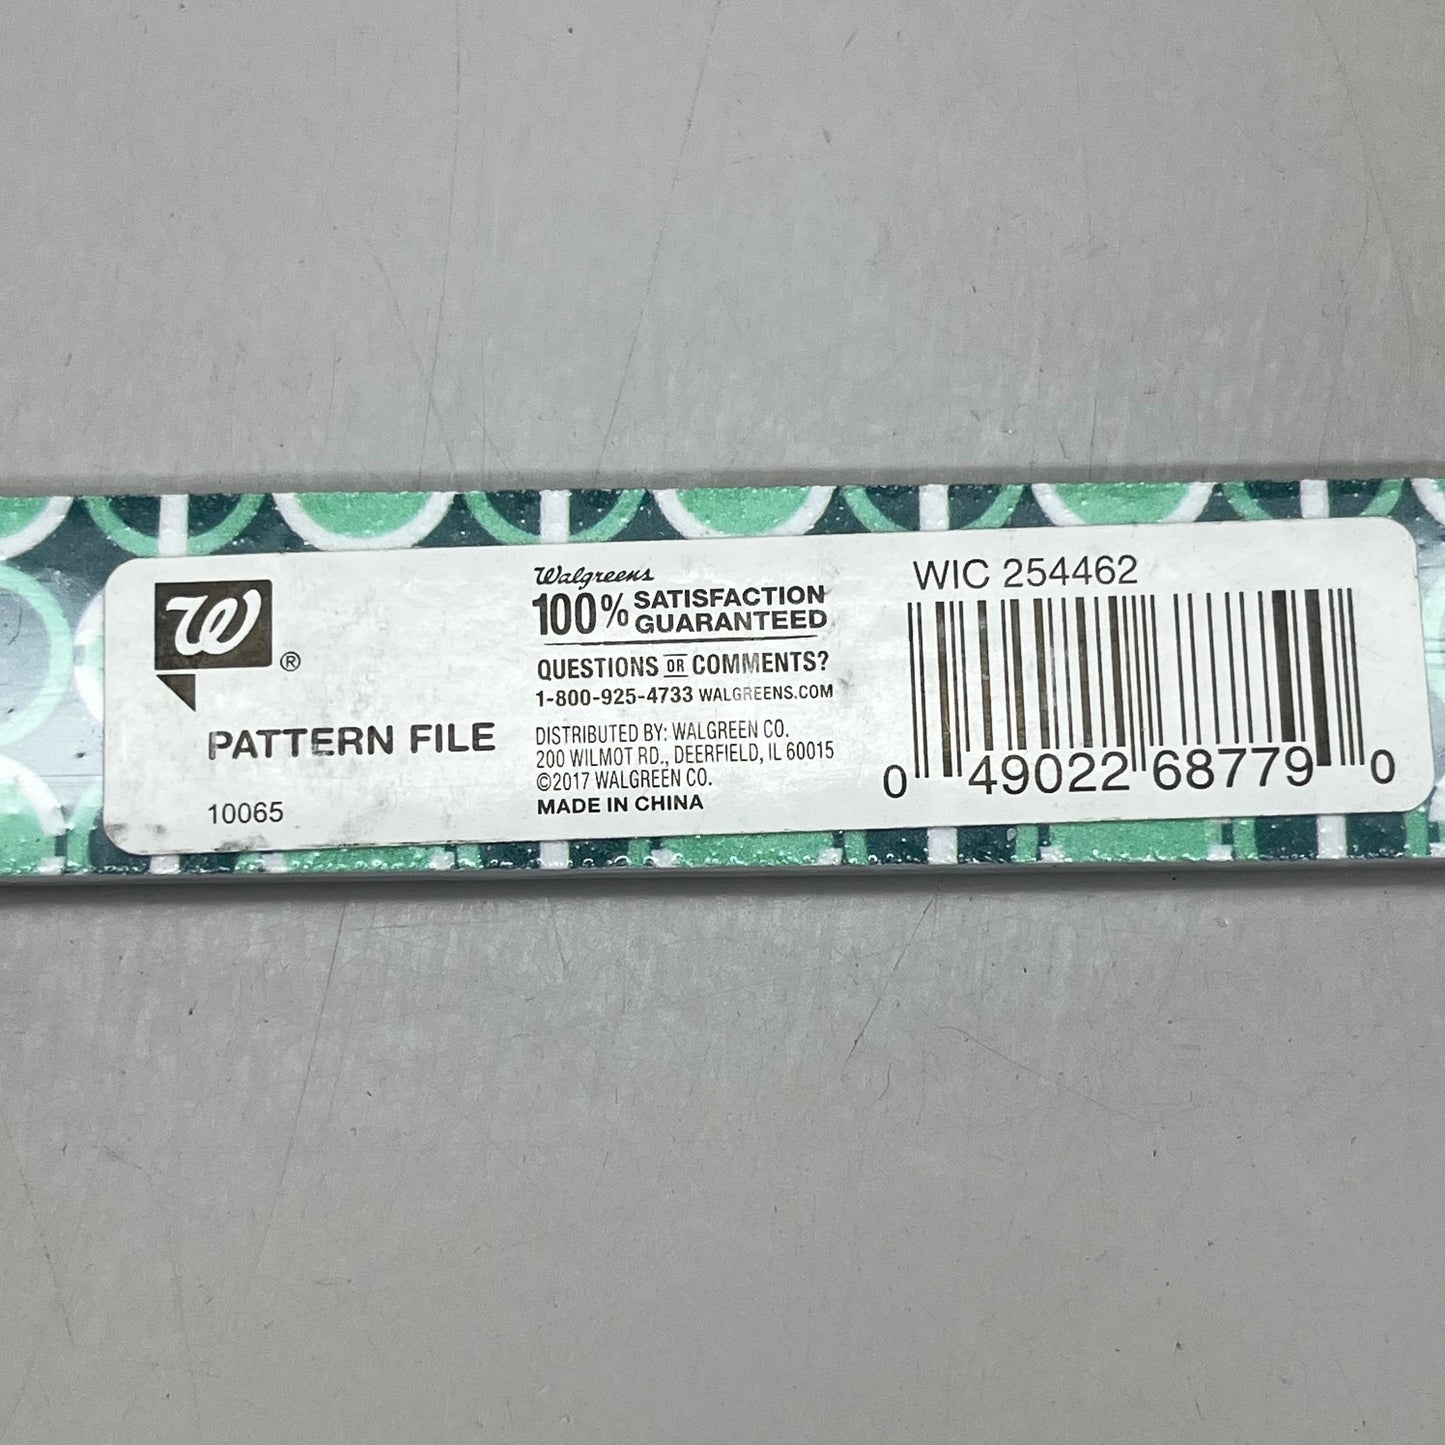 W
®
PATTERN FILE
10065
Walgreens
100% SATISFACTION
GUARANTEED
QUESTIONS OR COMMENTS?
1-800-925-4733 WALGREENS.COM
DISTRIBUTED BY: WALGREEN CO.
200 WILMOT RD., DEERFIELD, IL 60015
©2017 WALGREEN CO.
MADE IN CHINA
WIC 254462
0 49022 68779 0